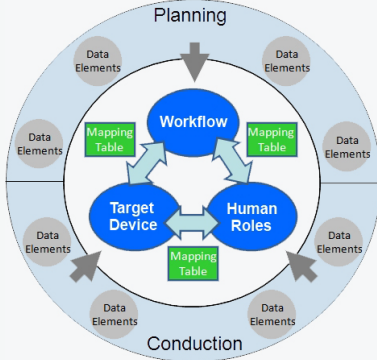 Planning
Data
Elements
Data
Elements
Workflow
Data
Elements
Mapping
Table
Mapping
Table
Data
Elements
Target
Device
Human
Roles
Data
Elements
Data
Elements
Mapping
Table
Data
Elements
Data
Elements
Conduction